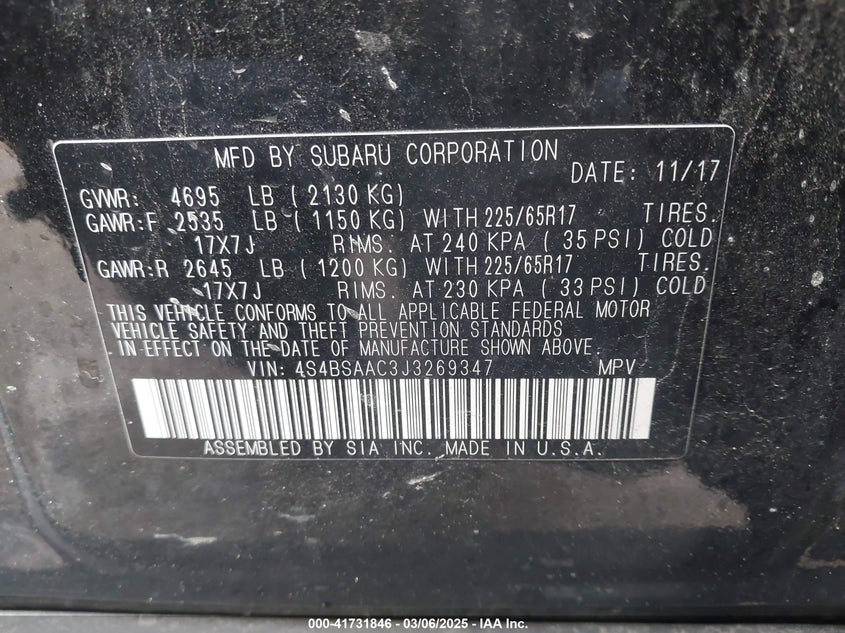 MFD BY SUBARU CORPORATION
DATE: 11/17
GVWR: 4695 LB ( 2130 KG)
GAWR:F 2535 LB ( 1150 KG) WITH 225/65R17 TIRES.
17X7J RIMS. AT 240 KPA ( 35 PSI) COLD
GAWR:R 2645 LB ( 1200 KG) WITH 225/65R17 TIRES.
17X7J RIMS. AT 230 KPA ( 33 PSI) COLD
THIS VEHICLE CONFORMS TO ALL APPLICABLE FEDERAL MOTOR
VEHICLE SAFETY AND THEFT PREVENTION STANDARDS
IN EFFECT ON THE DATE OF MANUFACTURE SHOWN ABOVE.
VIN: 4S4BSAAC3J3269347 MPV
ASSEMBLED BY SIA INC. MADE IN U.S.A.
000-41731846 - 03/06/2025 - IAA Inc.